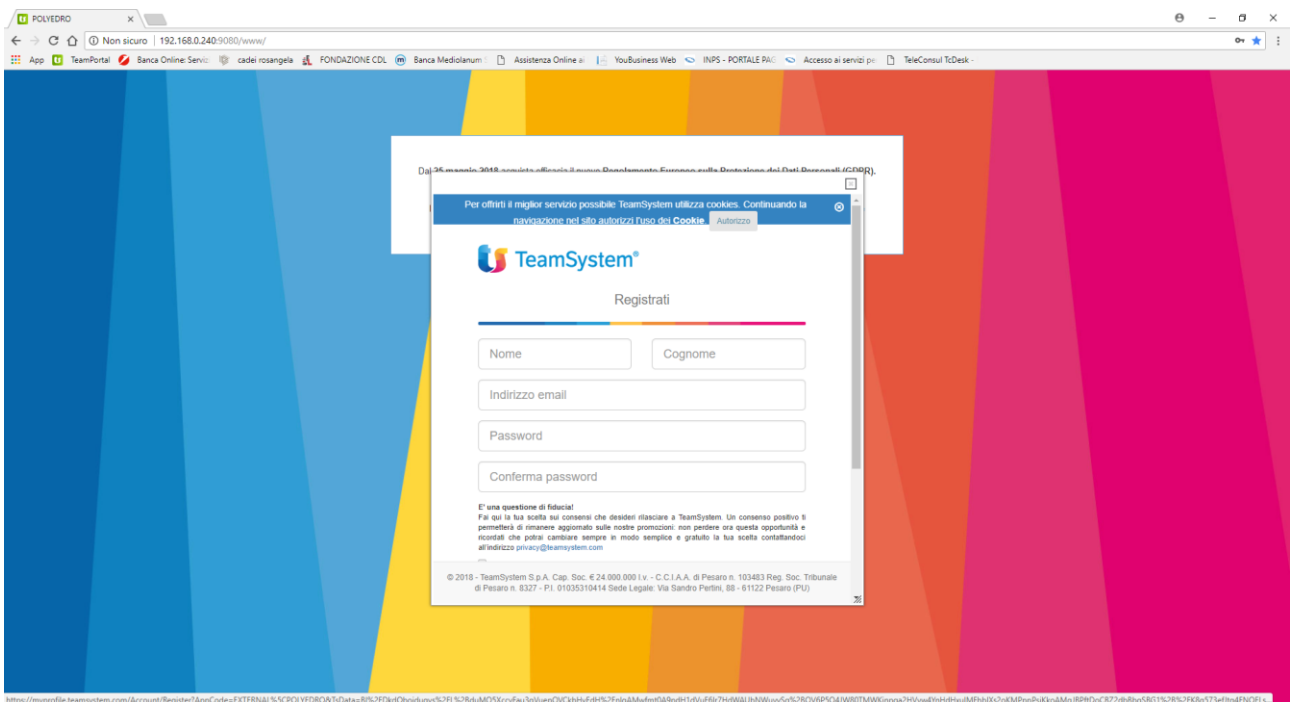 POLYEDRO
Non sicuro | 192.168.0.240:9080/www/
App TeamPortal Banca Online: Serviz cadei rosangela FONDAZIONE CDL Banca Mediolanum Assistenza Online ai YouBusiness Web INPS - PORTALE PAG Accesso ai servizi pe TeleConsul TcDesk -
Dal 25 maggio 2018 acquista efficacia il nuovo Regolamento Europeo sulla Protezione dei Dati Personali (GDPR).
Per offrirti il miglior servizio possibile TeamSystem utilizza cookies. Continuando la
navigazione nel sito autorizzi l'uso dei Cookie. Autorizzo
TeamSystem®
Registrati
Nome Cognome
Indirizzo email
Password
Conferma password
E' una questione di fiducia!
Fai qui la tua scelta sui consensi che desideri rilasciare a TeamSystem. Un consenso positivo ti
permetterà di rimanere aggiornato sulle nostre promozioni: non perdere ora questa opportunità e
ricordati che potrai cambiare sempre in modo semplice e gratuito la tua scelta contattandoci
all'indirizzo privacy@teamsystem.com
© 2018 - TeamSystem S.p.A. Cap. Soc. € 24.000.000 I.v. - C.C.I.A.A. di Pesaro n. 103483 Reg. Soc. Tribunale
di Pesaro n. 8327 - P.I. 01035310414 Sede Legale: Via Sandro Pertini, 88 - 61122 Pesaro (PU)